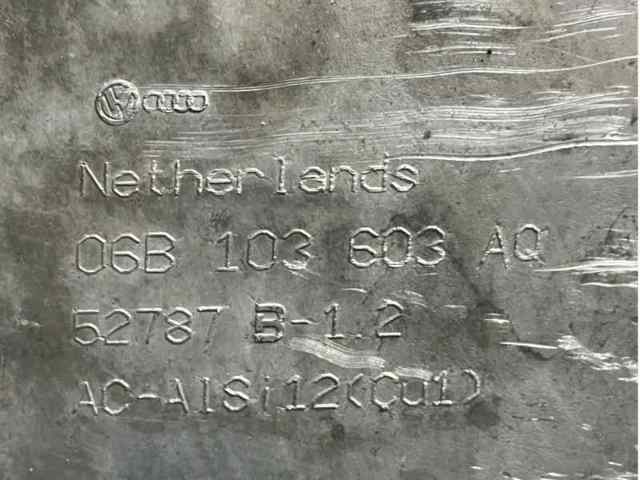 Netherlands
06B 103 603 AQ
52787 B-1.2
AC-AlSi12(Cu1)